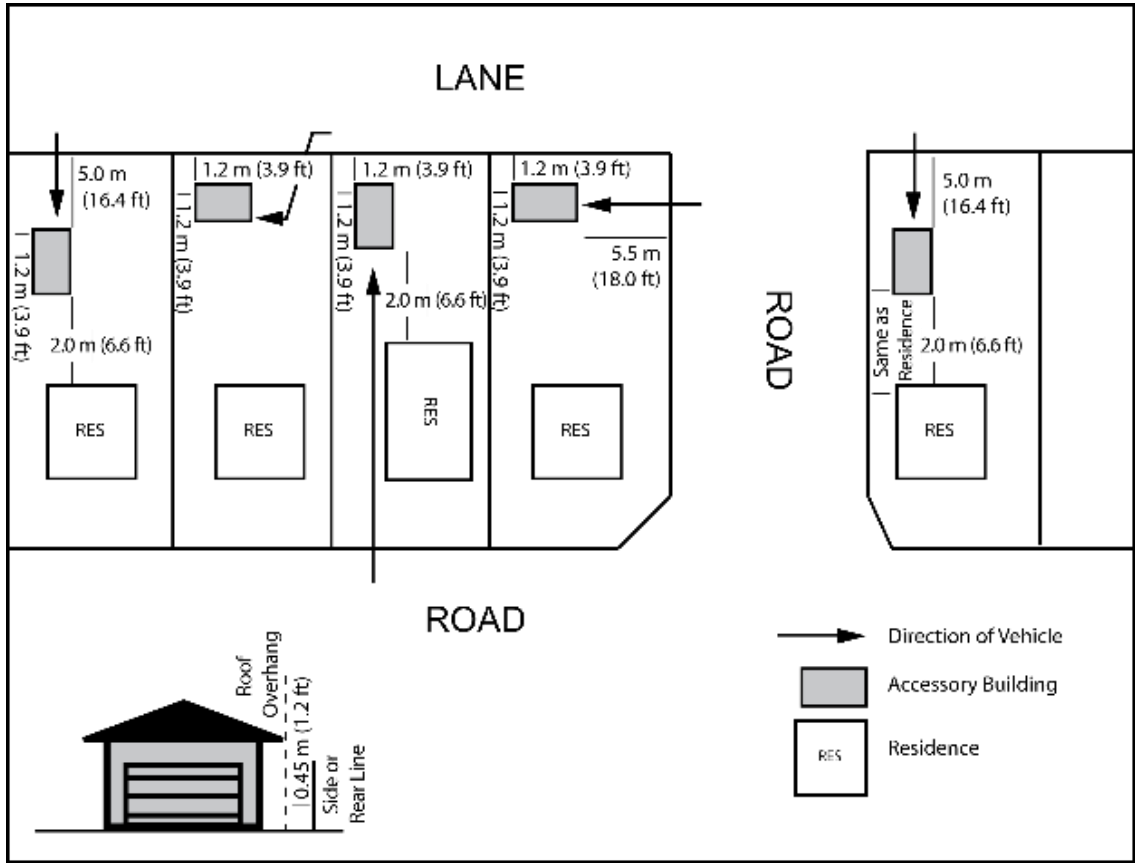 LANE
5.0 m
(16.4 ft)
1.2 m (3.9 ft)
1.2 m (3.9 ft)
1.2 m (3.9 ft)
5.0 m
(16.4 ft)
1.2 m (3.9 ft)
1.2 m (3.9 ft)
1.2 m (3.9 ft)
1.2 m (3.9 ft)
5.5 m
(18.0 ft)
2.0 m (6.6 ft)
2.0 m (6.6 ft)
ROAD
Same as
Residence
2.0 m (6.6 ft)
RES
RES
RES
RES
RES
ROAD
Roof
Overhang
0.45 m (1.2 ft)
Side or
Rear Line
Direction of Vehicle
Accessory Building
RES
Residence